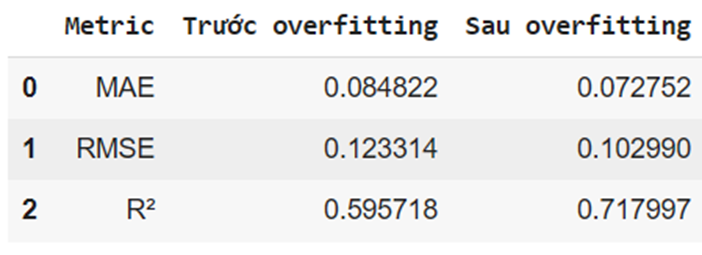 Metric Trước overfitting Sau overfitting
0 MAE 0.084822 0.072752
1 RMSE 0.123314 0.102990
2 R² 0.595718 0.717997